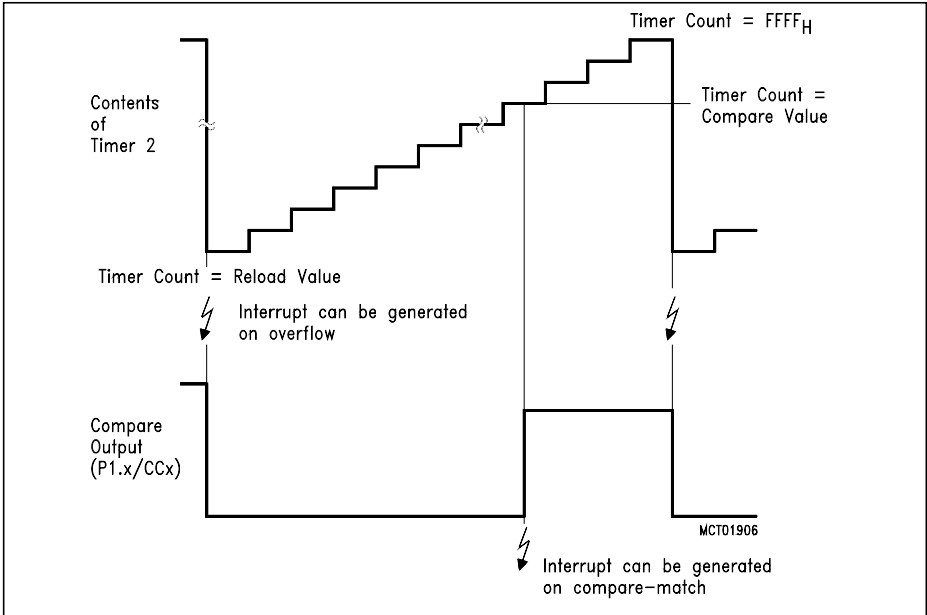 Timer Count = FFFFH
Contents
of
Timer 2
Timer Count =
Compare Value
Timer Count = Reload Value
Interrupt can be generated
on overflow
Compare
Output
(P1.x/CCx)
MCT01906
Interrupt can be generated
on compare-match